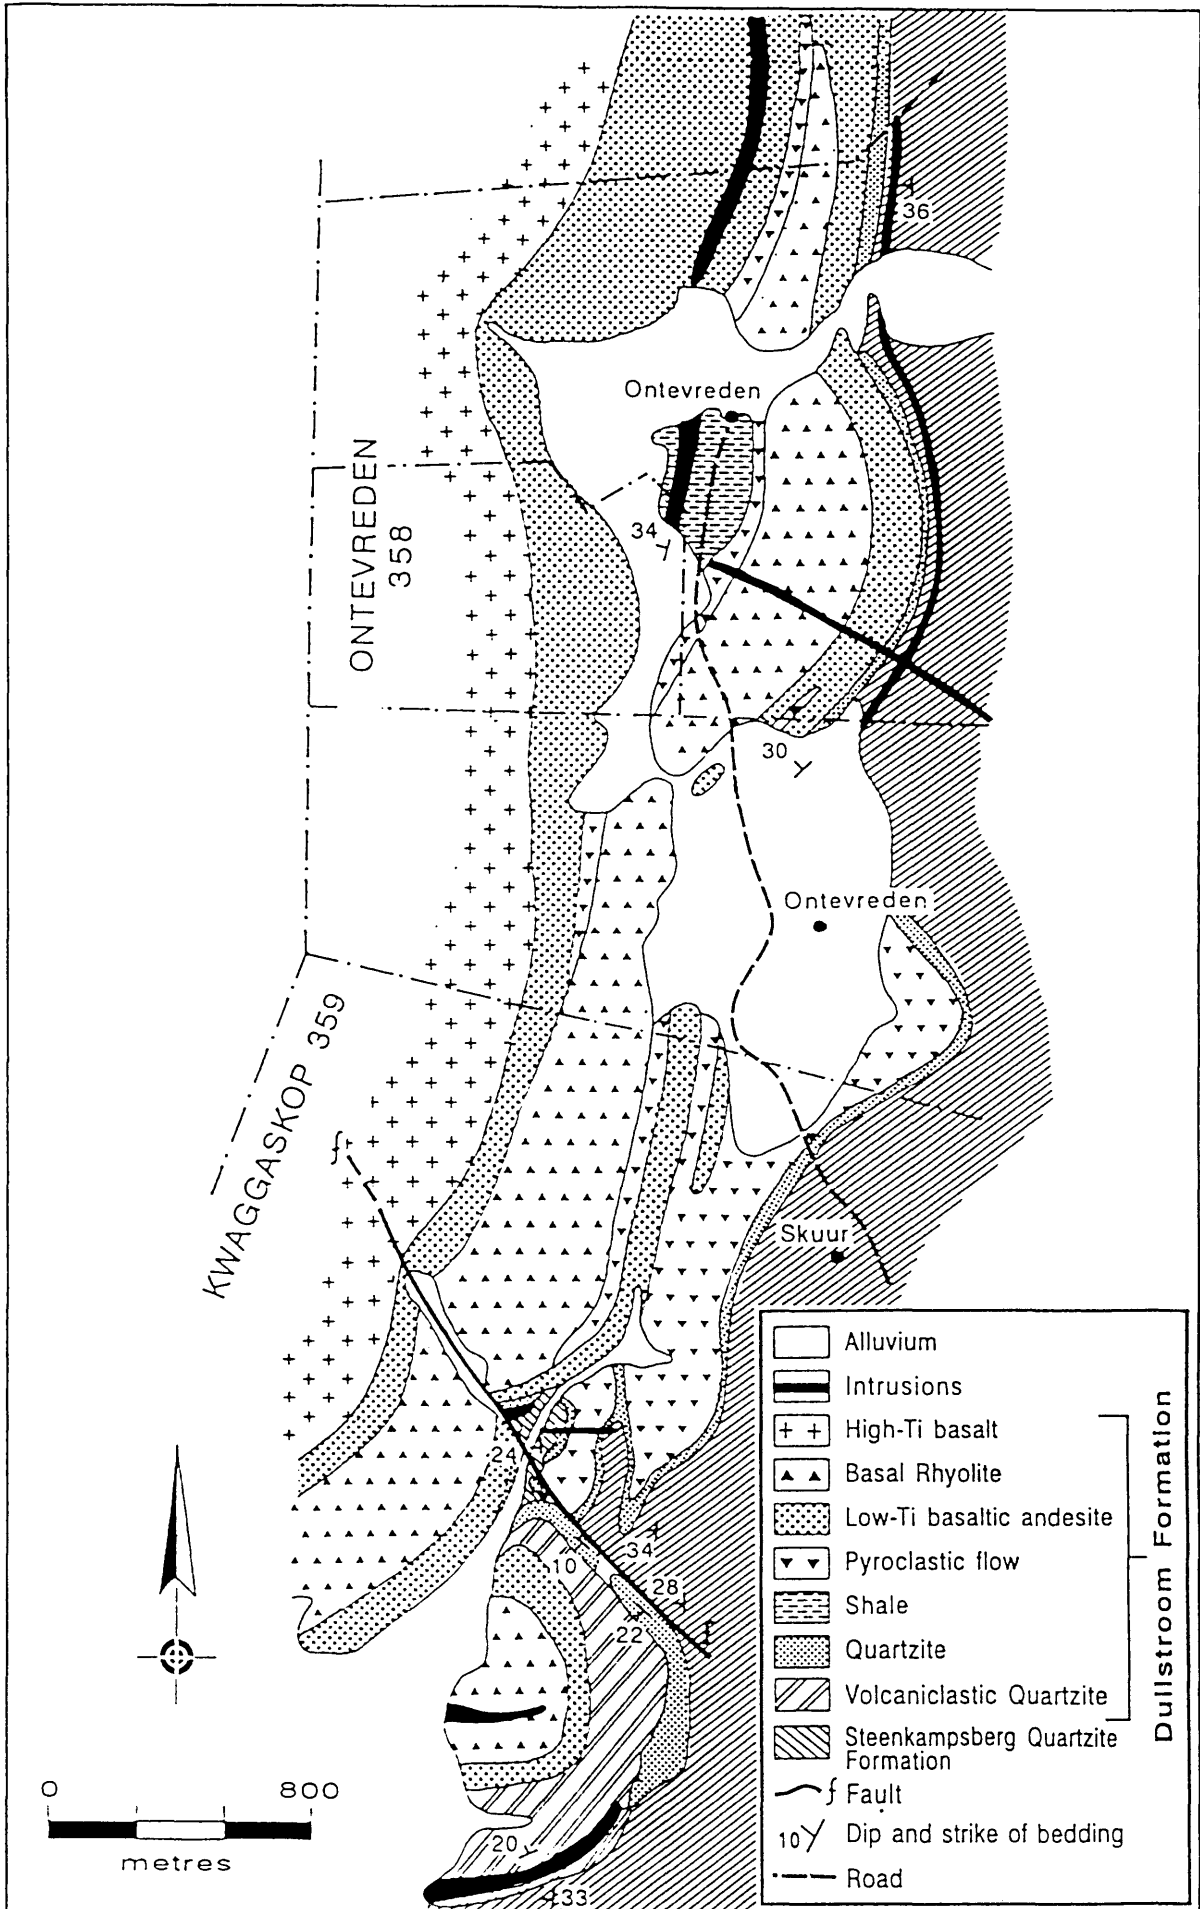 36
Ontevreden
ONTEVREDEN
358
34
30
Ontevreden
KWAGGASKOP 359
f
Skuur
24
34
10
28
f
22
20
33
0 800
metres
Alluvium
Intrusions
High-Ti basalt
Basal Rhyolite
Low-Ti basaltic andesite
Pyroclastic flow
Shale
Quartzite
Volcaniclastic Quartzite
Steenkampsberg Quartzite
Formation
f Fault
10 Dip and strike of bedding
Road
Dullstroom Formation